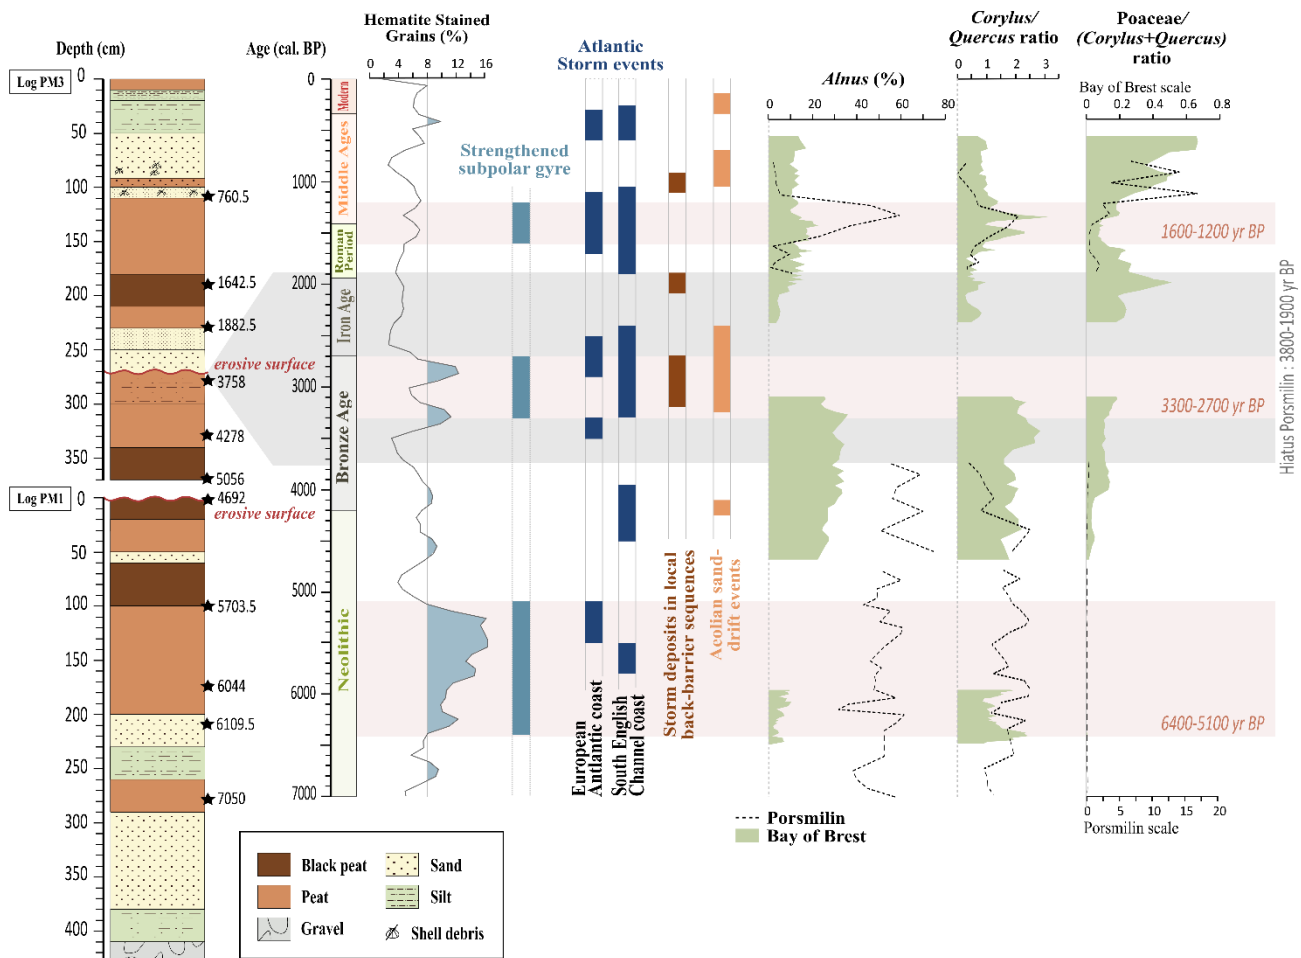 Depth (cm)
Age (cal. BP)
Hematite Stained
Grains (%)
0 4 8 12 16
Atlantic
Storm events
Alnus (%)
0 20 40 60 80
Corylus/
Quercus ratio
0 1 2 3
Poaceae/
(Corylus+Quercus)
ratio
Bay of Brest scale
0 0.2 0.4 0.6 0.8
Log PM3
0
50
100
150
200
250
300
350
760.5
1642.5
1882.5
erosive surface
3758
4278
5056
Log PM1
0
50
100
150
200
250
300
350
400
4692
erosive surface
5703.5
6044
6109.5
7050
0
1000
2000
3000
4000
5000
6000
7000
Modern
Middle Ages
Roman
Period
Iron Age
Bronze Age
Neolithic
Strengthened
subpolar gyre
European
Antlantic coast
South English
Channel coast
Storm deposits in local
back-barrier sequences
Aeolian sand-
drift events
1600-1200 yr BP
3300-2700 yr BP
6400-5100 yr BP
Hiatus Porsmilin : 3800-1900 yr BP
0 5 10 15 20
Porsmilin scale
Porsmilin
Bay of Brest
Black peat
Sand
Peat
Silt
Gravel
Shell debris